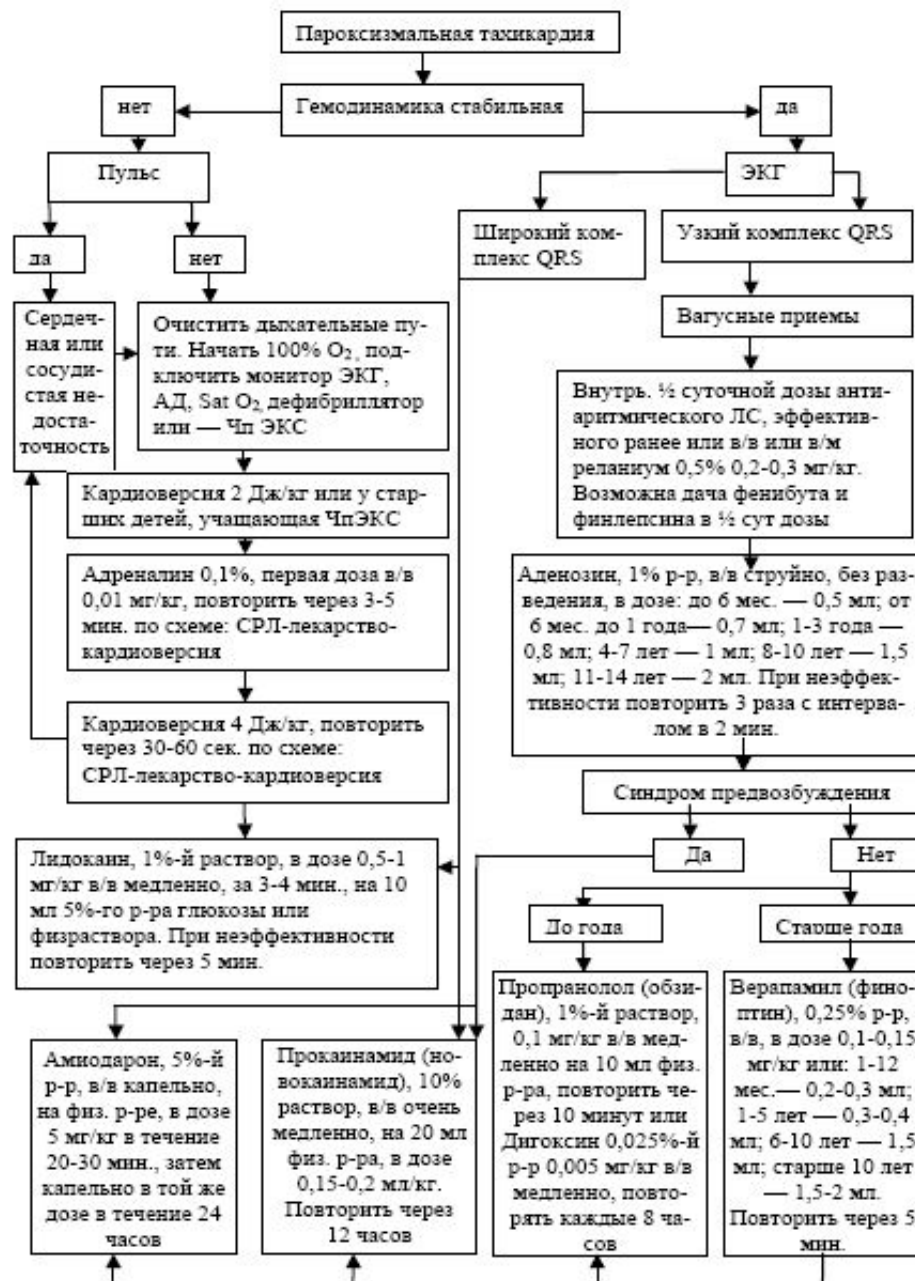 Пароксизмальная тахикардия
нет
Гемодинамика стабильная
да
Пульс
ЭКГ
да
нет
Широкий ком-
плекс QRS
Узкий комплекс QRS
Сердеч-
ная или
сосуди-
стая не-
доста-
точность
Очистить дыхательные пу-
ти. Начать 100% O₂, под-
ключить монитор ЭКГ,
АД, Sat O₂, дефибриллятор
или — Чп ЭКС
Вагусные приемы
Внутрь. ½ суточной дозы анти-
аритмического ЛС, эффектив-
ного ранее или в/в или в/м
реланиум 0,5% 0,2-0,3 мг/кг.
Возможна дача фенибута и
финлепсина в ½ сут дозы
Кардиоверсия 2 Дж/кг или у стар-
ших детей, учащающая ЧпЭКС
Адреналин 0,1%, первая доза в/в
0,01 мг/кг, повторить через 3-5
мин. по схеме: СРЛ-лекарство-
кардиоверсия
Аденозин, 1% р-р, в/в струйно, без раз-
ведения, в дозе: до 6 мес. — 0,5 мл; от
6 мес. до 1 года— 0,7 мл; 1-3 года —
0,8 мл; 4-7 лет — 1 мл; 8-10 лет — 1,5
мл; 11-14 лет — 2 мл. При неэффек-
тивности повторить 3 раза с интерва-
лом в 2 мин.
Кардиоверсия 4 Дж/кг, повторить
через 30-60 сек. по схеме:
СРЛ-лекарство-кардиоверсия
Синдром предвозбуждения
Да
Нет
Лидокаин, 1%-й раствор, в дозе 0,5-1
мг/кг в/в медленно, за 3-4 мин., на 10
мл 5%-го р-ра глюкозы или
физраствора. При неэффективности
повторить через 5 мин.
До года
Старше года
Амиодарон, 5%-й
р-р, в/в капельно,
на физ. р-ре, в дозе
5 мг/кг в течение
20-30 мин., затем
капельно в той же
дозе в течение 24
часов
Прокаинамид (но-
вокаинамид), 10%
раствор, в/в очень
медленно, на 20 мл
физ. р-ра, в дозе
0,15-0,2 мл/кг.
Повторить через
12 часов
Пропранолол (обзи-
дан), 1%-й раствор,
0,1 мг/кг в/в мед-
ленно на 10 мл физ.
р-ра, повторить че-
рез 10 минут или
Дигоксин 0,025%-й
р-р 0,005 мг/кг в/в
медленно, повто-
рять каждые 8 ча-
сов
Верапамил (фино-
птин), 0,25% р-р,
в/в, в дозе 0,1-0,15
мг/кг или: 1-12
мес.— 0,2-0,3 мл;
1-5 лет — 0,3-0,4
мл; 6-10 лет — 1,5
мл; старше 10 лет
— 1,5-2 мл.
Повторить через 5
мин.